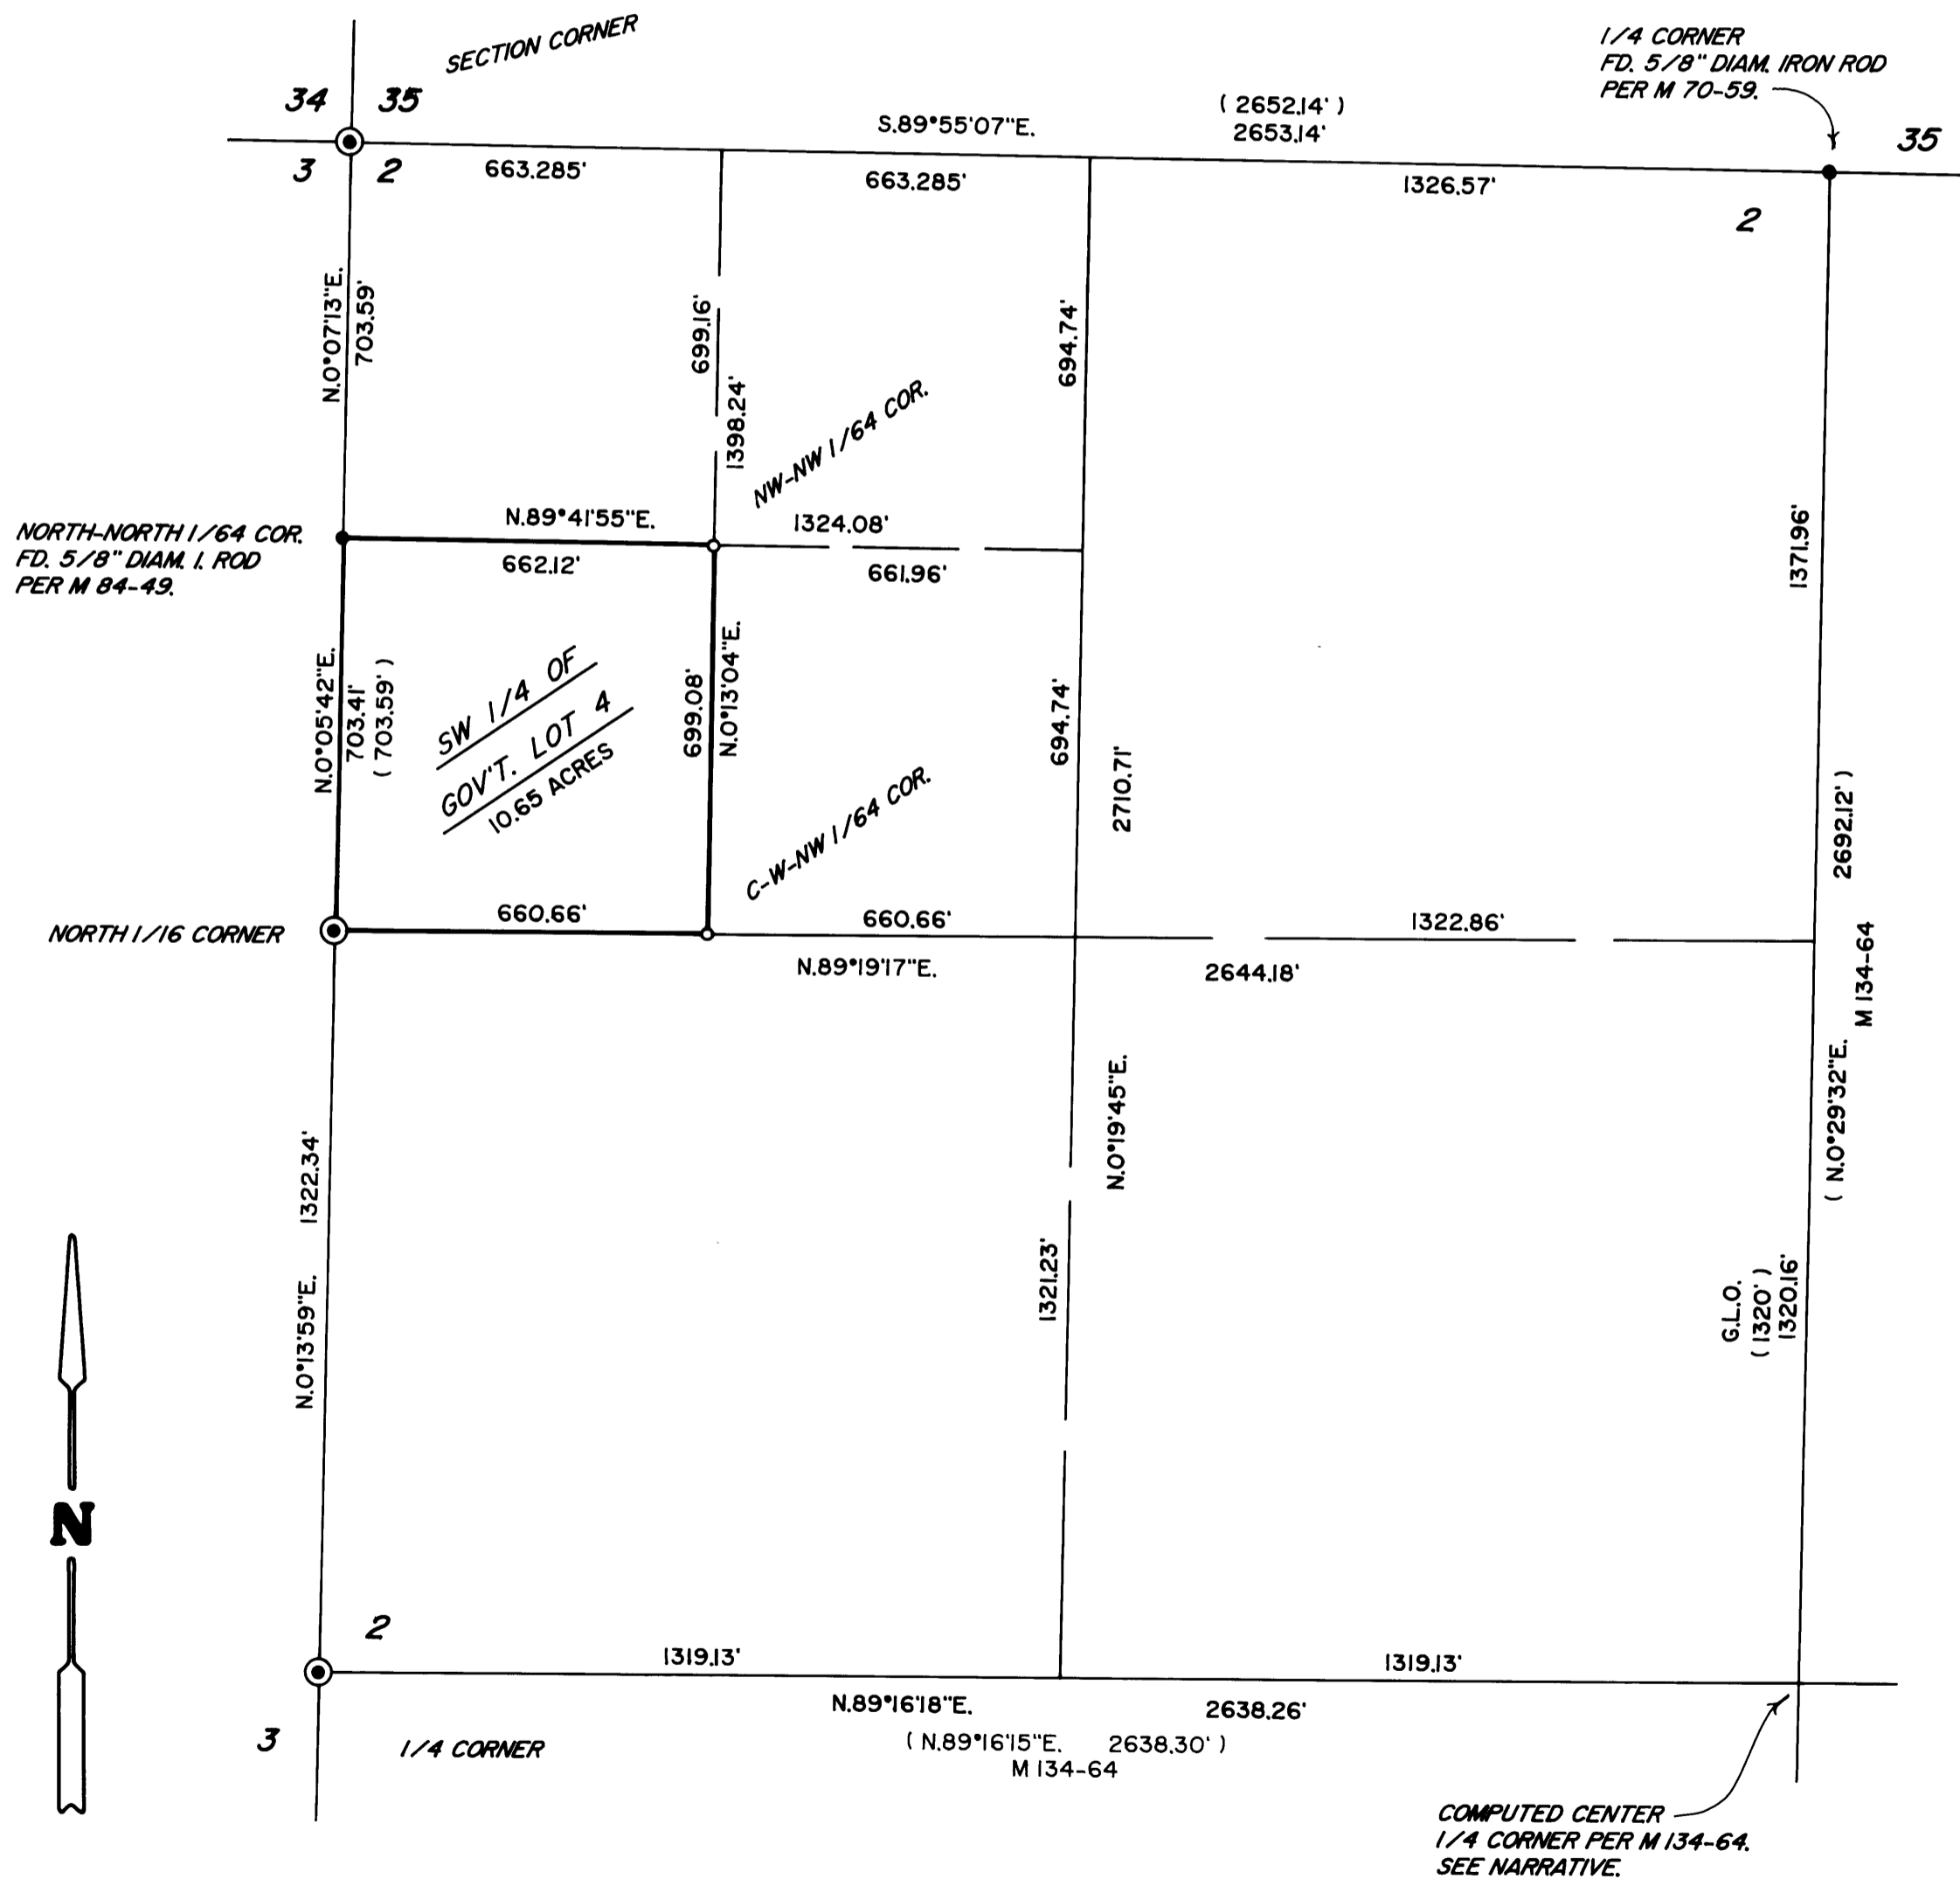 SECTION CORNER
1/4 CORNER
FD. 5/8" DIAM. IRON ROD
PER M 70-59.
34 35
3 2
S.89°55'07"E.
( 2652.14' )
2653.14'
35
663.285'
663.285'
1326.57'
2
N.0°07'13"E.
703.59'
699.16'
1398.24'
694.74'
1371.96'
NW-NW 1/64 COR.
NORTH-NORTH 1/64 COR.
FD. 5/8" DIAM. I. ROD
PER M 84-49.
N.89°41'55"E.
1324.08'
662.12'
661.96'
N.0°05'42"E.
703.41'
( 703.59' )
SW 1/4 OF
GOV'T. LOT 4
10.65 ACRES
699.08'
N.0°13'04"E.
694.74'
2710.71'
2692.12' )
C-W-NW 1/64 COR.
NORTH 1/16 CORNER
660.66'
660.66'
1322.86'
N.89°19'17"E.
2644.18'
M 134-64
N.0°19'45"E.
( N.0°29'32"E.
1322.34'
N.0°13'59"E.
1321.23'
G.L.O.
( 1320' )
1320.16'
N
2
1319.13'
1319.13'
N.89°16'18"E.
2638.26'
( N.89°16'15"E. 2638.30' )
M 134-64
3
1/4 CORNER
COMPUTED CENTER
1/4 CORNER PER M 134-64.
SEE NARRATIVE.